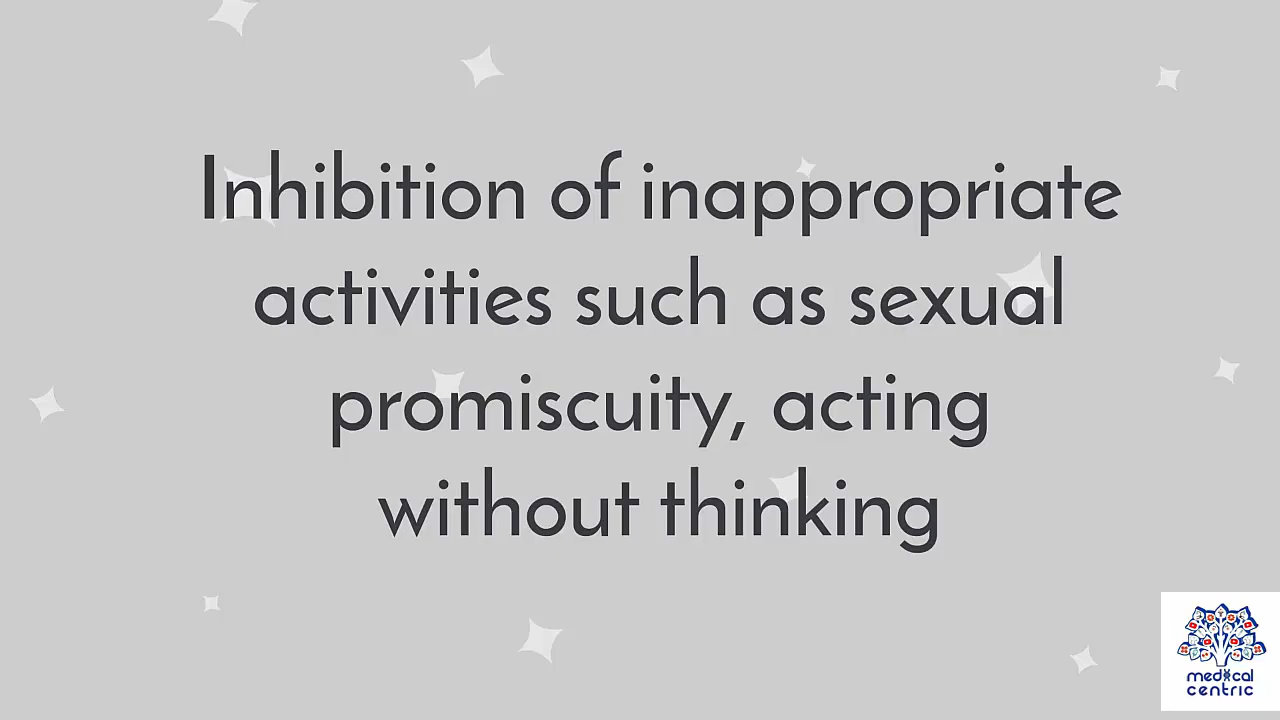 Inhibition of inappropriate
activities such as sexual
promiscuity, acting
without thinking
medical
centric